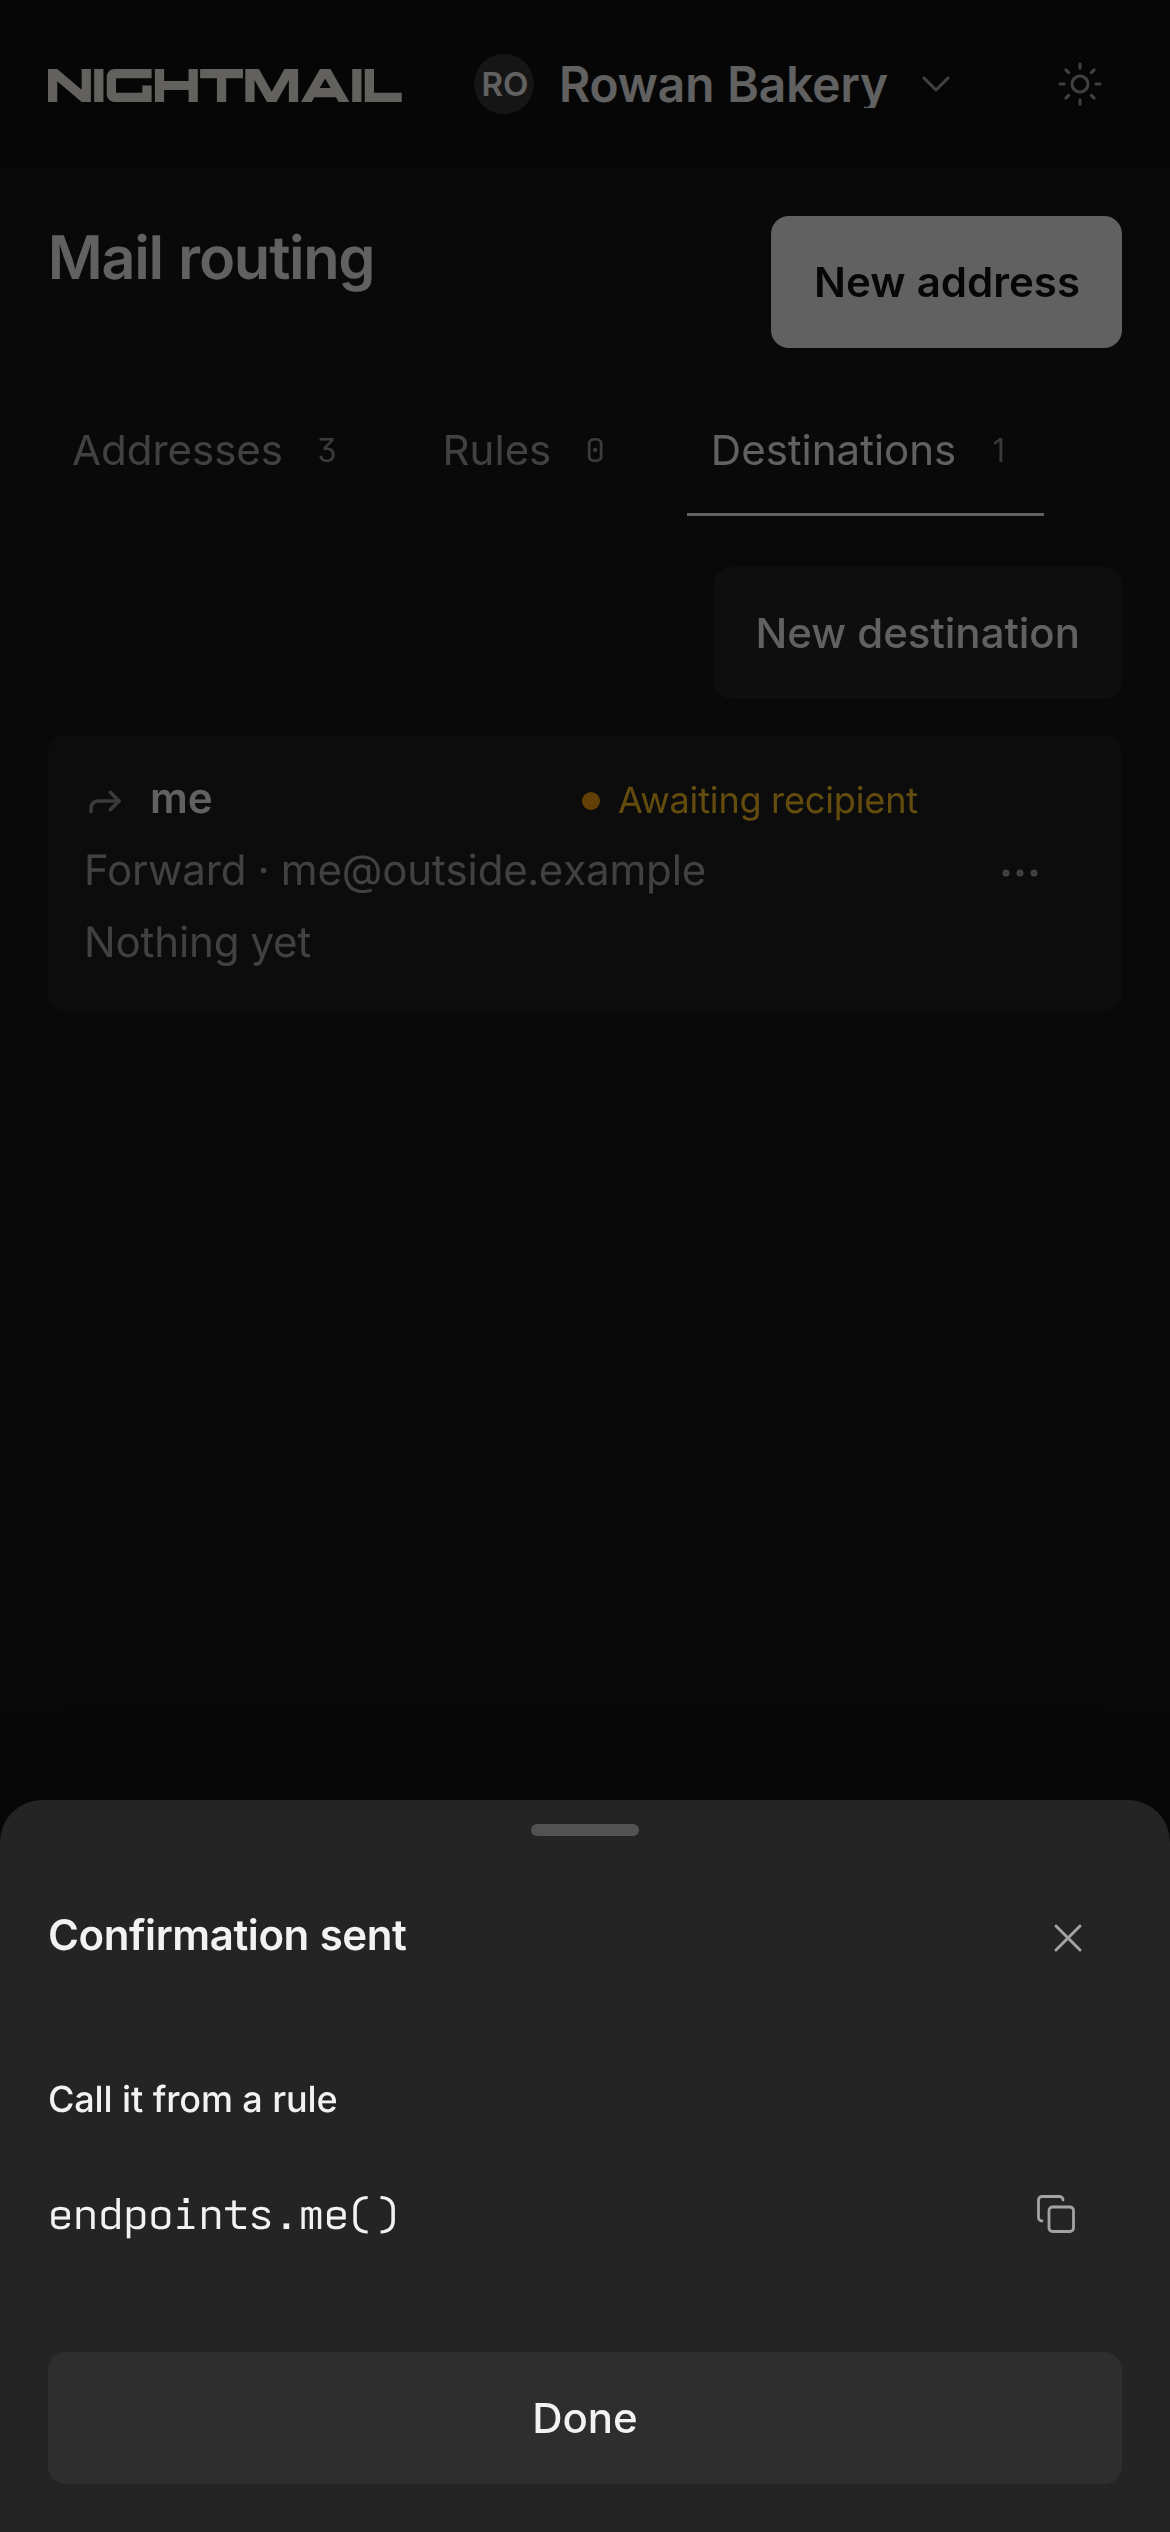 NIGHTMAIL
RO Rowan Bakery
Mail routing
New address
Addresses 3 Rules 0 Destinations 1
New destination
me Awaiting recipient
Forward · me@outside.example
Nothing yet
Confirmation sent
Call it from a rule
endpoints.me()
Done